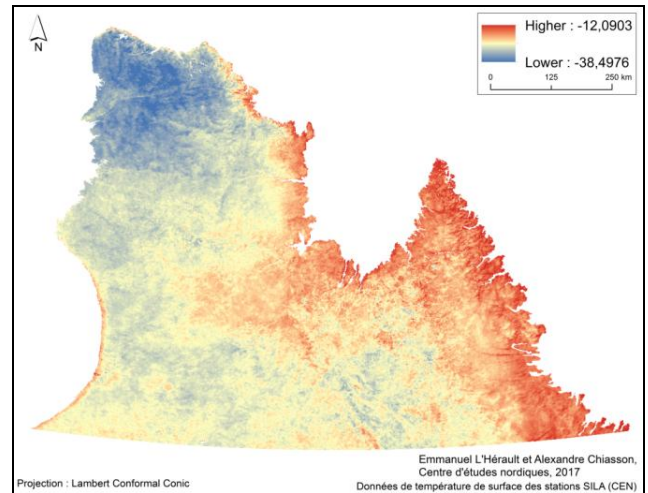 N
Higher : -12,0903
Lower : -38,4976
0 125 250 km
Emmanuel L'Hérault et Alexandre Chiasson,
Centre d'études nordiques, 2017
Projection : Lambert Conformal Conic
Données de température de surface des stations SILA (CEN)